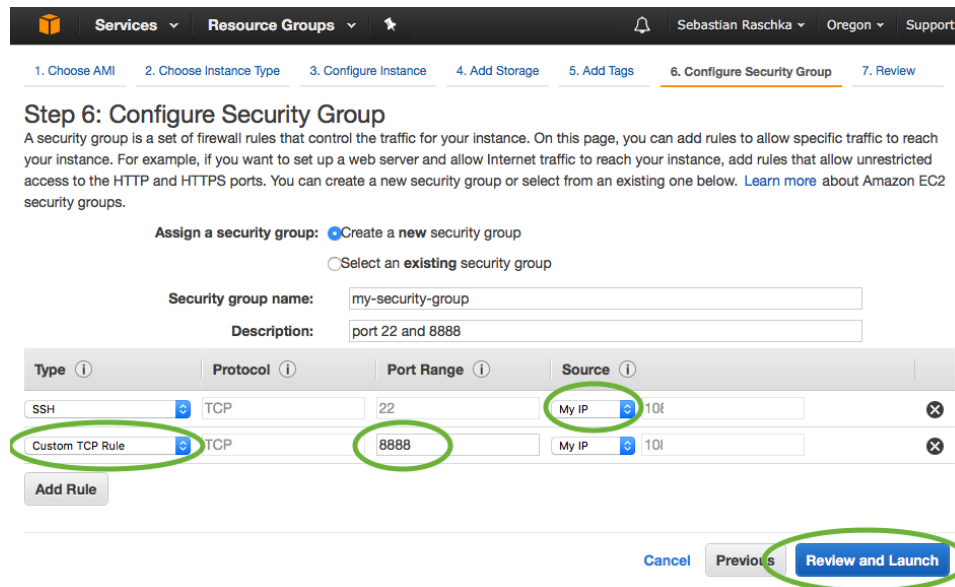 Services Resource Groups Sebastian Raschka Oregon Support
1. Choose AMI 2. Choose Instance Type 3. Configure Instance 4. Add Storage 5. Add Tags 6. Configure Security Group 7. Review
Step 6: Configure Security Group
A security group is a set of firewall rules that control the traffic for your instance. On this page, you can add rules to allow specific traffic to reach
your instance. For example, if you want to set up a web server and allow Internet traffic to reach your instance, add rules that allow unrestricted
access to the HTTP and HTTPS ports. You can create a new security group or select from an existing one below. Learn more about Amazon EC2
security groups.
Assign a security group: Create a new security group
Select an existing security group
Security group name: my-security-group
Description: port 22 and 8888
Type i Protocol i Port Range i Source i
SSH TCP 22 My IP
Custom TCP Rule TCP 8888 My IP
Add Rule
Cancel Previous Review and Launch